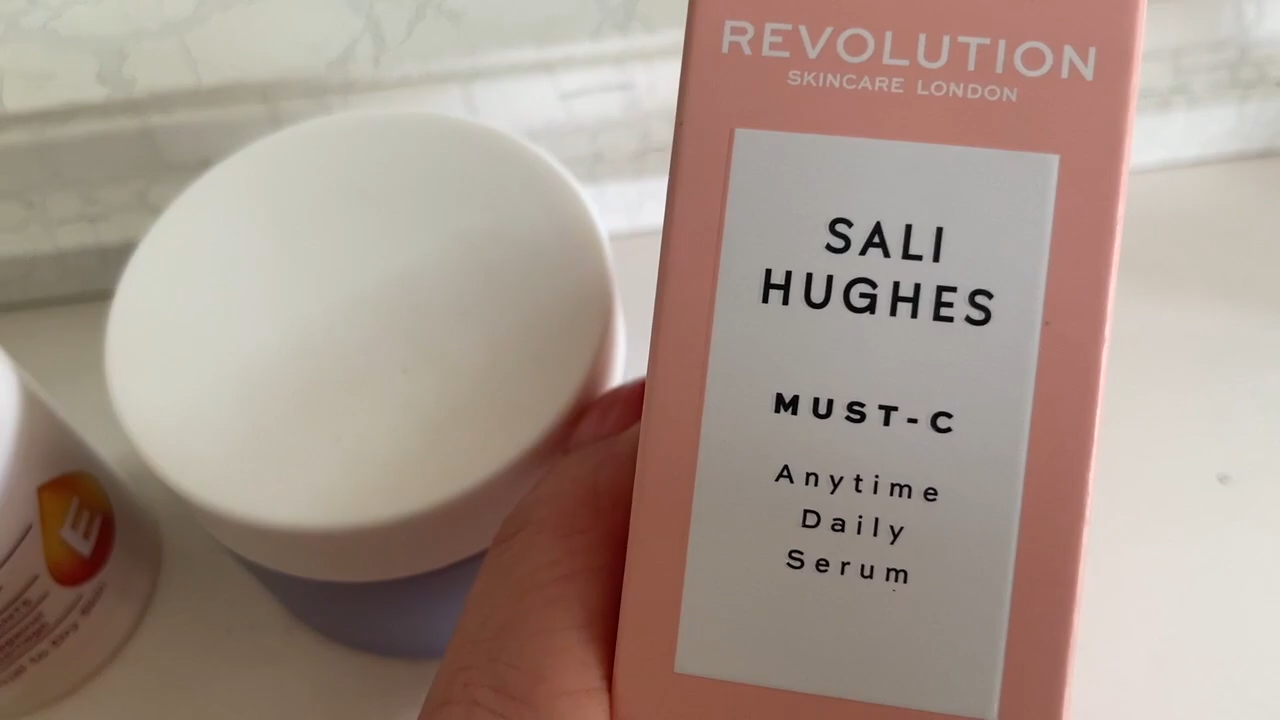 REVOLUTION
SKINCARE LONDON
SALI
HUGHES
MUST-C
Anytime
Daily
Serum
E